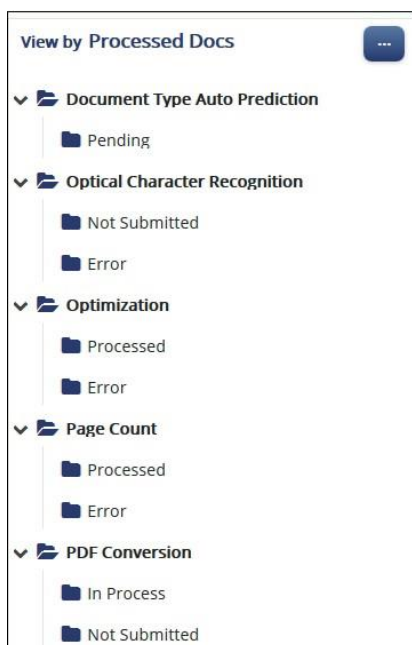 View by Processed Docs
...
Document Type Auto Prediction
Pending
Optical Character Recognition
Not Submitted
Error
Optimization
Processed
Error
Page Count
Processed
Error
PDF Conversion
In Process
Not Submitted